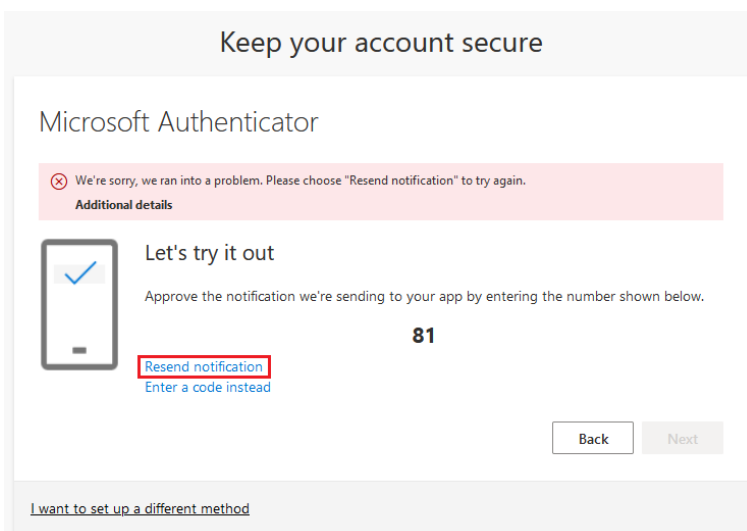 Keep your account secure
Microsoft Authenticator
We're sorry, we ran into a problem. Please choose "Resend notification" to try again.
Additional details
Let's try it out
Approve the notification we're sending to your app by entering the number shown below.
81
Resend notification
Enter a code instead
Back
Next
I want to set up a different method